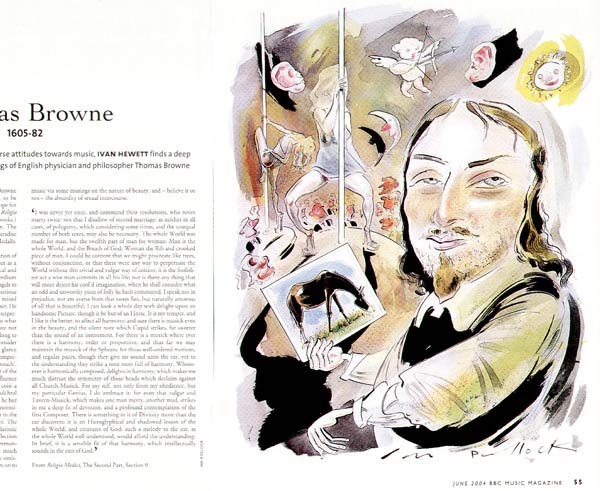 as Browne
1605-82
rse attitudes towards music, IVAN HEWETT finds a deep
gs of English physician and philosopher Thomas Browne
music via some musings on the nature of beauty, and – believe it or
not – the absurdity of sexual intercourse.
'I was never yet once, and commend their resolutions, who never
marry twice: not that I disallow of second marriage; as neither in all
cases, of polygamy, which considering some times, and the unequal
number of both sexes, may also be necessary. The whole World was
made for man, but the twelfth part of man for woman: Man is the
whole World, and the Breath of God; Woman the Rib and crooked
piece of man. I could be content that we might procreate like trees,
without conjunction, or that there were any way to perpetuate the
World without this trivial and vulgar way of coition; it is the foolish-
est act a wise man commits in all his life; nor is there any thing that
will more deject his cool'd imagination, when he shall consider what
an odd and unworthy piece of folly he hath committed. I speak not in
prejudice, nor am averse from that sweet Sex, but naturally amorous
of all that is beautiful. I can look a whole day with delight upon an
handsome Picture, though it be but of an Horse. It is my temper, and
I like it the better, to affect all harmony: and sure there is musick even
in the beauty, and the silent note which Cupid strikes, far sweeter
than the sound of an instrument. For there is a musick where ever
there is a harmony, order or proportion; and thus far we may
maintain the musick of the Sphears: for those well-ordered motions,
and regular paces, though they give no sound unto the ear, yet to
the understanding they strike a note most full of harmony. Whoso-
ever is harmonically composed, delights in harmony; which makes me
much distrust the symmetry of those heads which declaim against
all Church-Musick. For my self, not only from my obedience, but
my particular Genius, I do embrace it: for even that vulgar and
Tavern-Musick, which makes one man merry, another mad, strikes
in me a deep fit of devotion, and a profound contemplation of the
first Composer. There is something in it of Divinity more than the
ear discovers: it is an Hieroglyphical and shadowed lesson of the
whole World, and creatures of God; such a melody to the ear, as
the whole World well understood, would afford the understanding.
In brief, it is a sensible fit of that harmony, which intellectually
sounds in the ears of God.'
From Religio Medici, The Second Part, Section 9
IAN POLLOCK
Ian Pollock
JUNE 2004 BBC MUSIC MAGAZINE 55